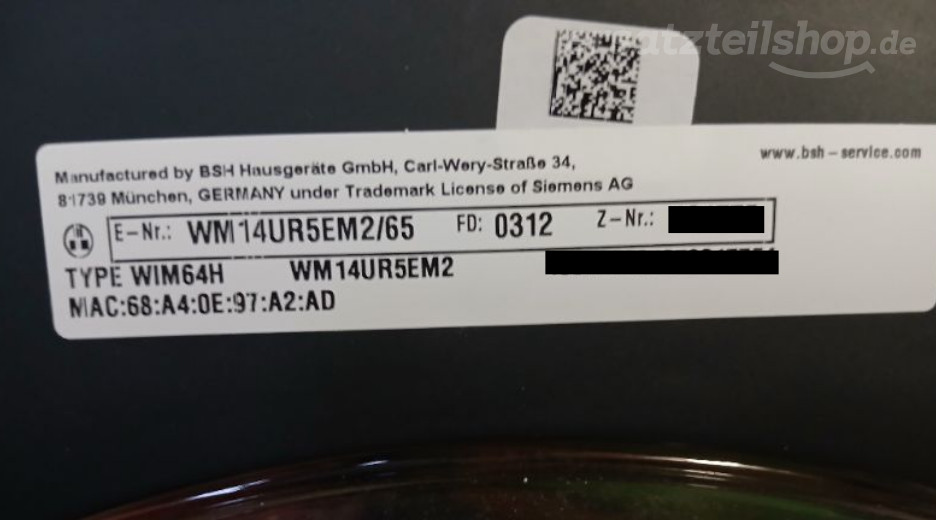 atzteilshop.de
www.bsh-service.com
Manufactured by BSH Hausgeräte GmbH, Carl-Wery-Straße 34,
81739 München, GERMANY under Trademark License of Siemens AG
E-Nr.: WM14UR5EM2/65 FD: 0312 Z-Nr.:
TYPE WIM64H WM14UR5EM2
MAC:68:A4:0E:97:A2:AD